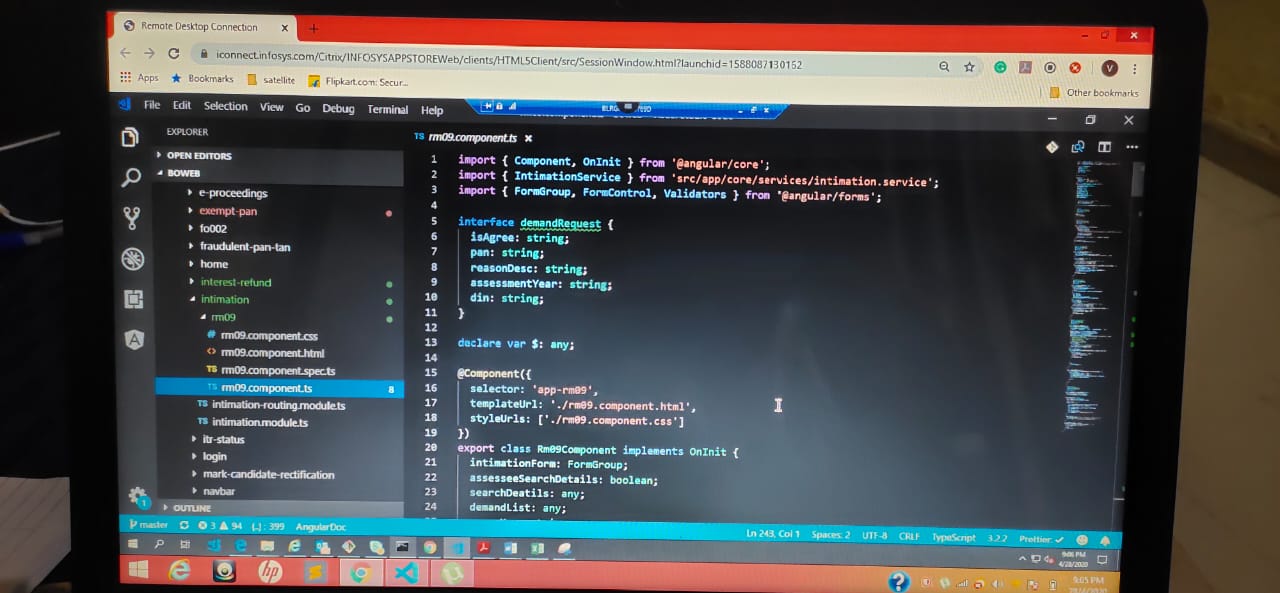 Remote Desktop Connection
iconnect.infosys.com/Citrix/INFOSYSAPPSTOREWeb/clients/HTML5Client/src/SessionWindow.html?launchid=1588087130152
V
Apps Bookmarks satellite Flipkart.com: Secur...
Other bookmarks
File Edit Selection View Go Debug Terminal Help
EXPLORER
OPEN EDITORS
BOWEB
e-proceedings
exempt-pan
fo002
fraudulent-pan-tan
home
interest-refund
intimation
rm09
# rm09.component.css
<> rm09.component.html
TS rm09.component.spec.ts
TS rm09.component.ts 8
TS intimation-routing.module.ts
TS intimation.module.ts
itr-status
login
mark-candidate-rectification
navbar
OUTLINE
TS rm09.component.ts
1 import { Component, OnInit } from '@angular/core';
2 import { IntimationService } from 'src/app/core/services/intimation.service';
3 import { FormGroup, FormControl, Validators } from '@angular/forms';
4
5 interface demandRequest {
6 isAgree: string;
7 pan: string;
8 reasonDesc: string;
9 assessmentYear: string;
10 din: string;
11 }
12
13 declare var $: any;
14
15 @Component({
16 selector: 'app-rm09',
17 templateUrl: './rm09.component.html',
18 styleUrls: ['./rm09.component.css']
19 })
20 export class Rm09Component implements OnInit {
21 intimationForm: FormGroup;
22 assesseeSearchDetails: boolean;
23 searchDeatils: any;
24 demandList: any;
master 3 94 {..} : 399 AngularDoc
Ln 243, Col 1 Spaces: 2 UTF-8 CRLF TypeScript 3.2.2 Prettier: ✓
9:06 PM
4/28/2020
hp
9:05 PM